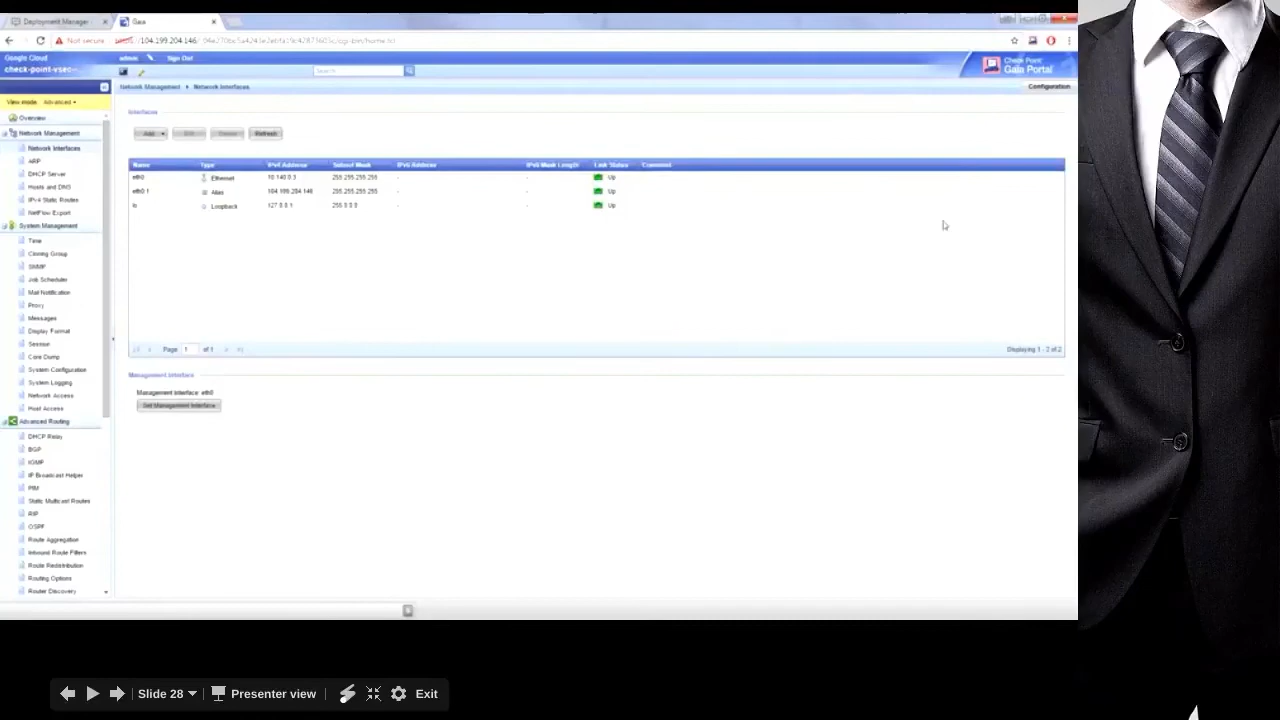 Deployment Manager
Gaia
Not secure https://104.199.204.146/
Google Cloud
check-point-vsec--
admin
Sign Out
Search
Check Point
Gaia Portal
Network Management
Network Interfaces
Configuration
View mode: Advanced
Overview
Network Management
Network Interfaces
ARP
DHCP Server
Hosts and DNS
IPv4 Static Routes
NetFlow Export
System Management
Time
Cloning Group
SNMP
Job Scheduler
Mail Notification
Proxy
Messages
Display Format
Session
Core Dump
System Configuration
System Logging
Network Access
Host Access
Advanced Routing
DHCP Relay
BGP
IGMP
IP Broadcast Helper
PIM
Static Multicast Routes
RIP
OSPF
Route Aggregation
Inbound Route Filters
Route Redistribution
Routing Options
Router Discovery
Interfaces
Add Edit Delete Refresh
Name Type IPv4 Address Subnet Mask IPv6 Address IPv6 Mask Length Link Status Comment
eth0 Ethernet 10.140.0.3 255.255.255.255 - - Up
eth0:1 Alias 104.199.204.146 255.255.255.255 - - Up
lo Loopback 127.0.0.1 255.0.0.0 - - Up
Page 1 of 1
Displaying 1 - 2 of 2
Management Interface
Management Interface: eth0
Set Management Interface
Slide 28 Presenter view Exit